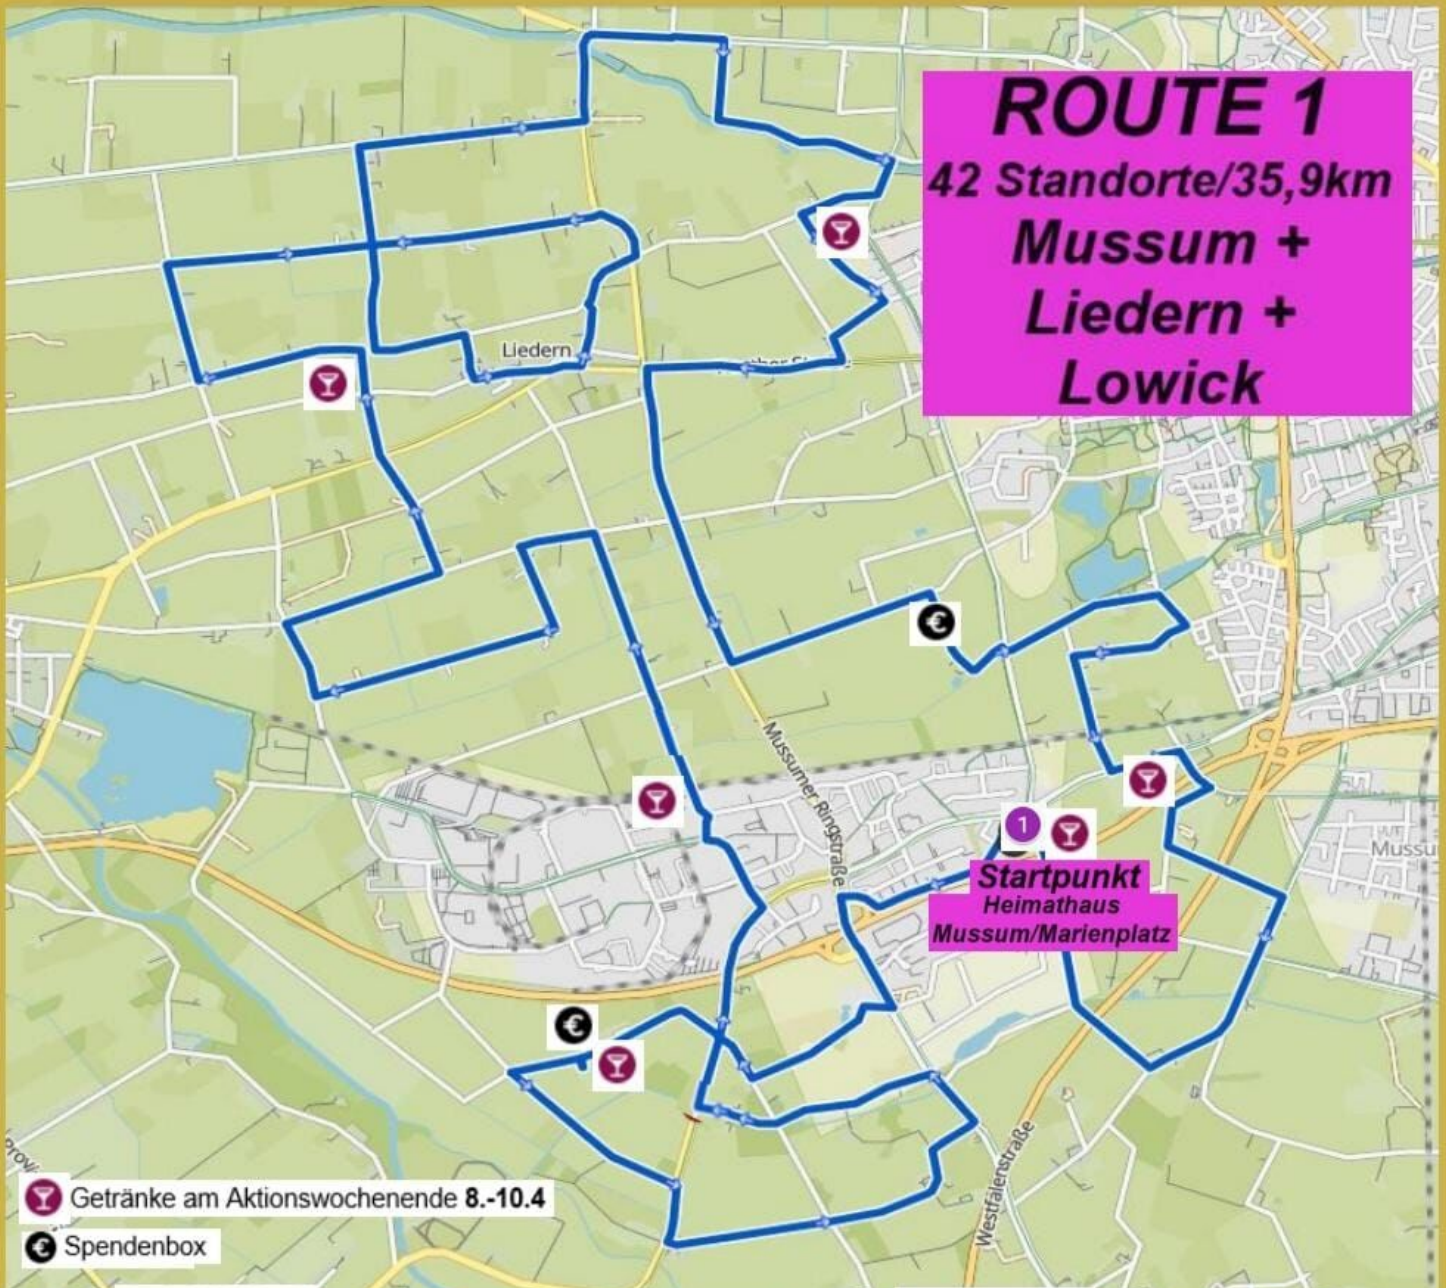 ROUTE 1
42 Standorte/35,9km
Mussum +
Liedern +
Lowick
Liedern
Mussumer Ringstraße
1
Startpunkt
Heimathaus
Mussum/Marienplatz
Mussu
Westfalenstraße
Getränke am Aktionswochenende 8.-10.4
€ Spendenbox